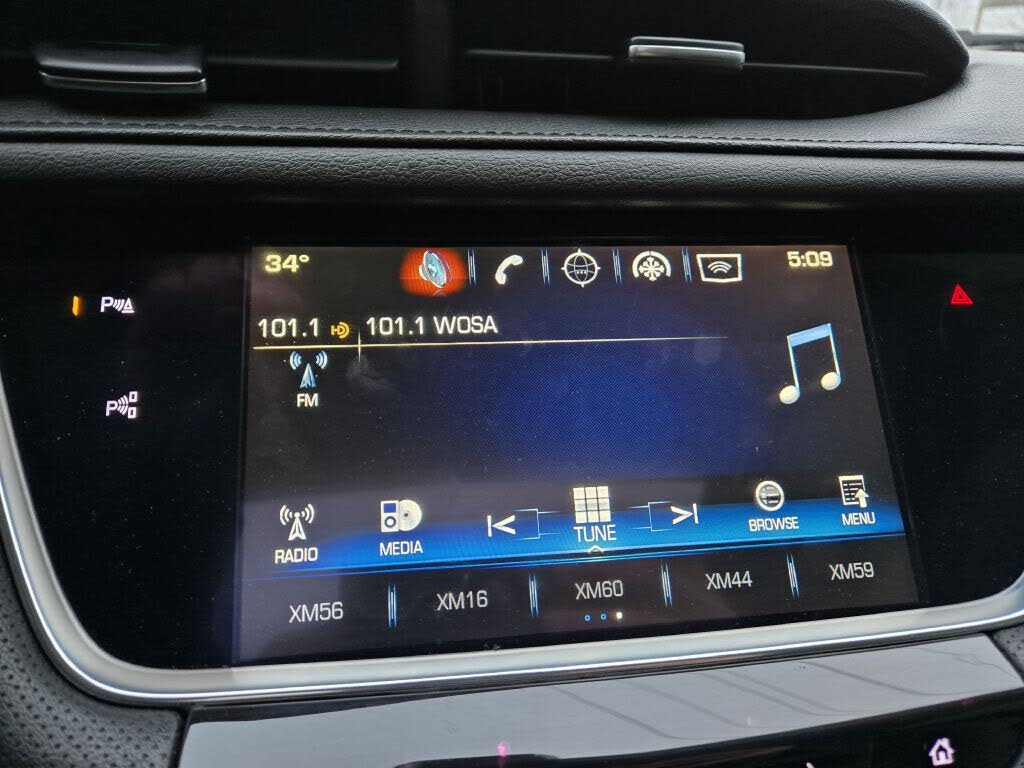 34° 5:09
101.1 HD 101.1 WOSA
FM
P
P
RADIO MEDIA TUNE BROWSE MENU
XM56 XM16 XM60 XM44 XM59